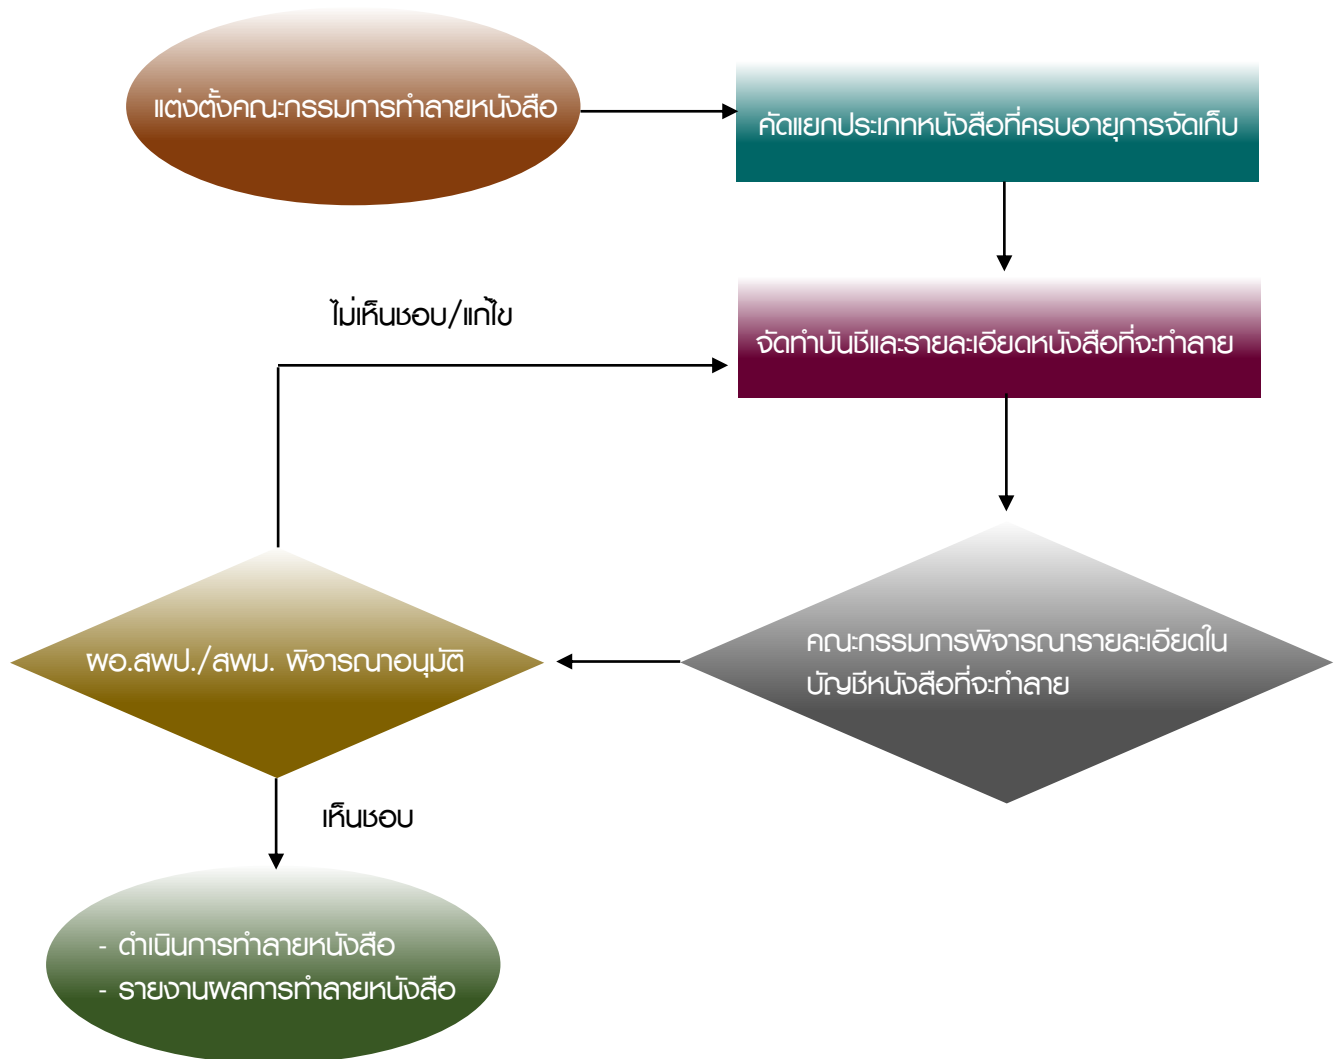 แต่งตั้งคณะกรรมการทำลายหนังสือ
คัดแยกประเภทหนังสือที่ครบอายุการจัดเก็บ
ไม่เห็นชอบ/แก้ไข
จัดทำบันชีและรายละเอียดหนังสือที่จะทำลาย
คณะกรรมการพิจารณารายละเอียดใน
บัญชีหนังสือที่จะทำลาย
ผอ.สพป./สพม. พิจารณาอนุมัติ
เห็นชอบ
- ดำเนินการทำลายหนังสือ
- รายงานผลการทำลายหนังสือ